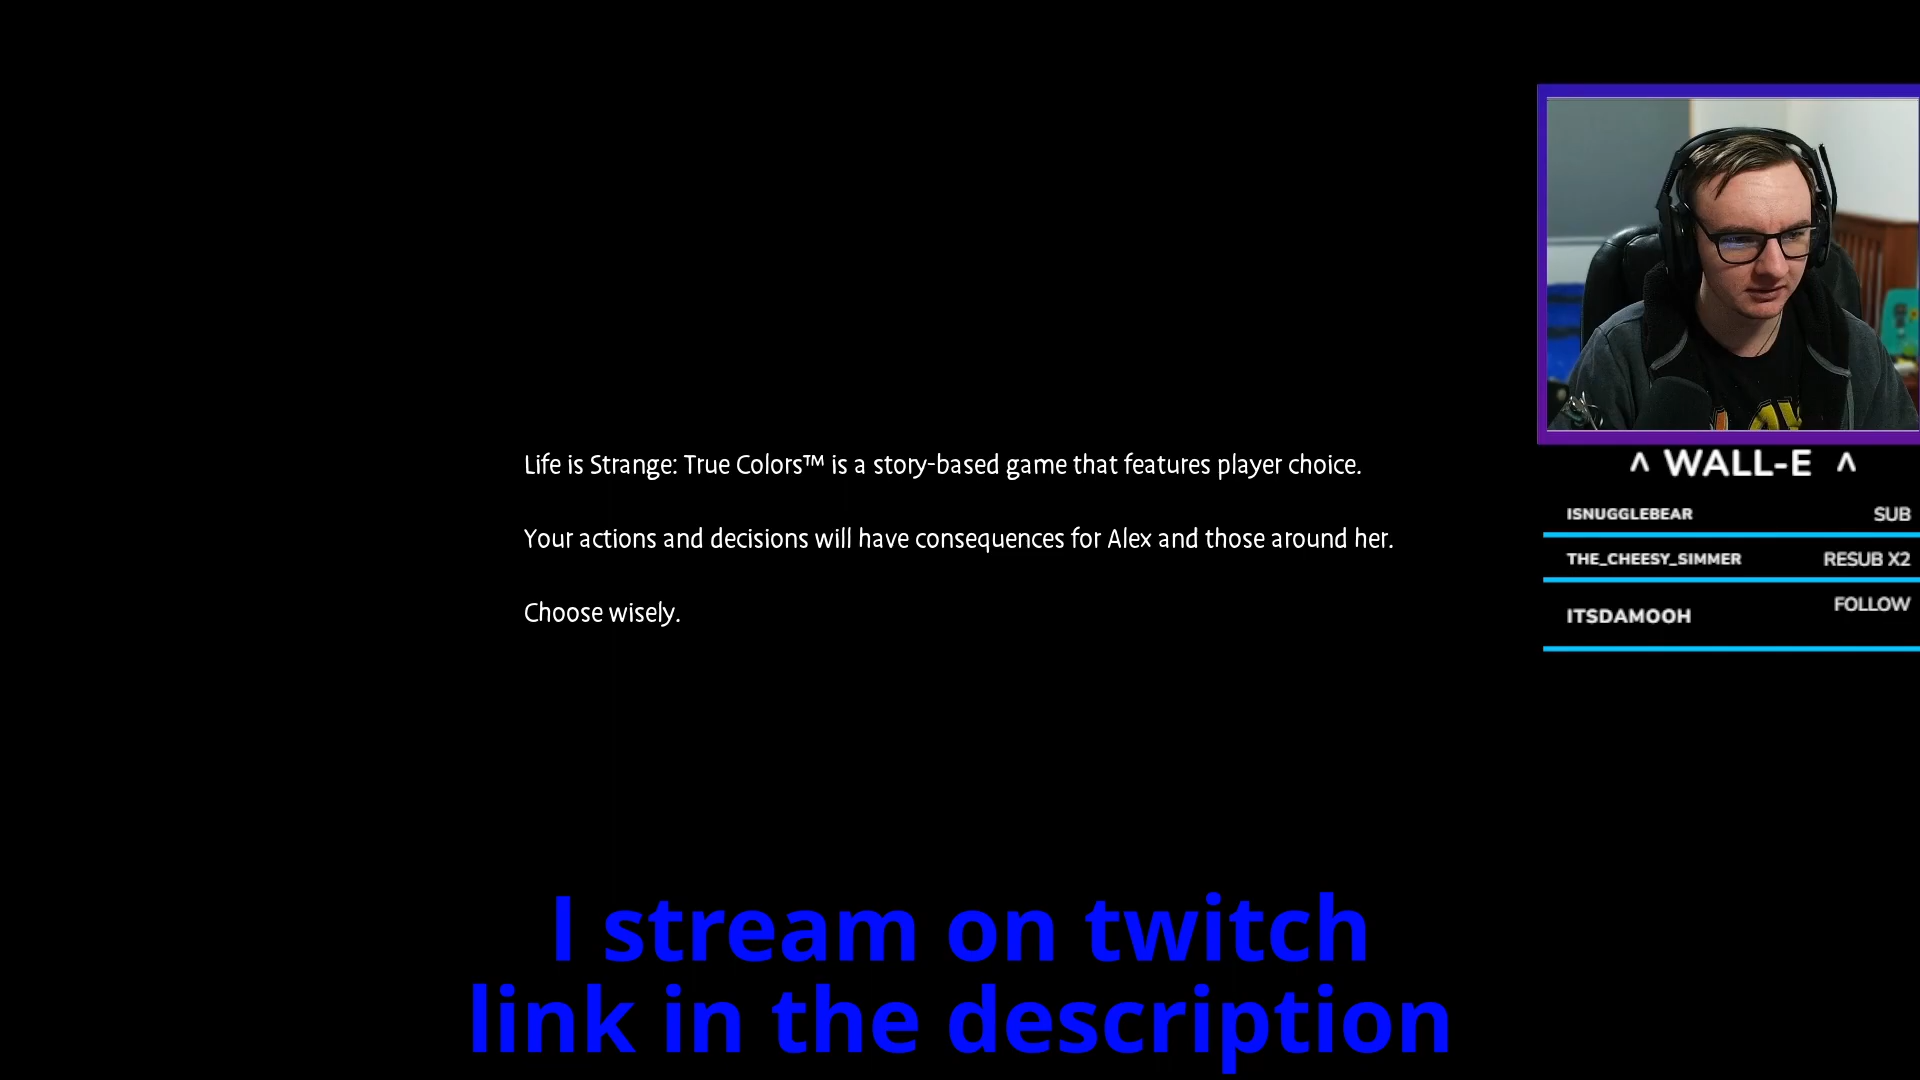 Life is Strange: True Colors™ is a story-based game that features player choice.
Your actions and decisions will have consequences for Alex and those around her.
Choose wisely.
^ WALL-E ^
ISNUGGLEBEAR SUB
THE_CHEESY_SIMMER RESUB X2
ITSDAMOOH FOLLOW
I stream on twitch
link in the description